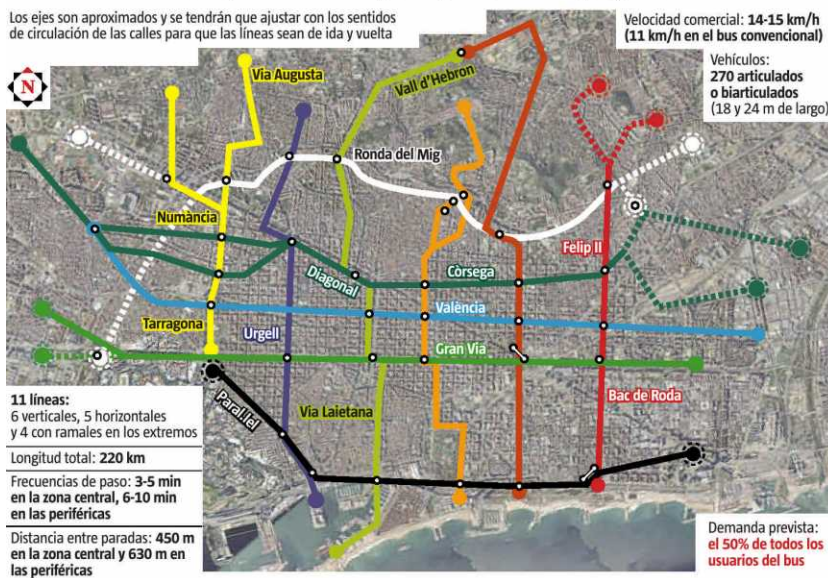 Los ejes son aproximados y se tendrán que ajustar con los sentidos
de circulación de las calles para que las líneas sean de ida y vuelta
Velocidad comercial: 14-15 km/h
(11 km/h en el bus convencional)
Vehículos:
270 articulados
o biarticulados
(18 y 24 m de largo)
N
Via Augusta
Vall d'Hebron
Ronda del Mig
Numància
Felip II
Diagonal
Còrsega
València
Tarragona
Urgell
Gran Via
Paral.lel
Via Laietana
Bac de Roda
11 líneas:
6 verticales, 5 horizontales
y 4 con ramales en los extremos
Longitud total: 220 km
Frecuencias de paso: 3-5 min
en la zona central, 6-10 min
en las periféricas
Distancia entre paradas: 450 m
en la zona central y 630 m en
las periféricas
Demanda prevista:
el 50% de todos los
usuarios del bus